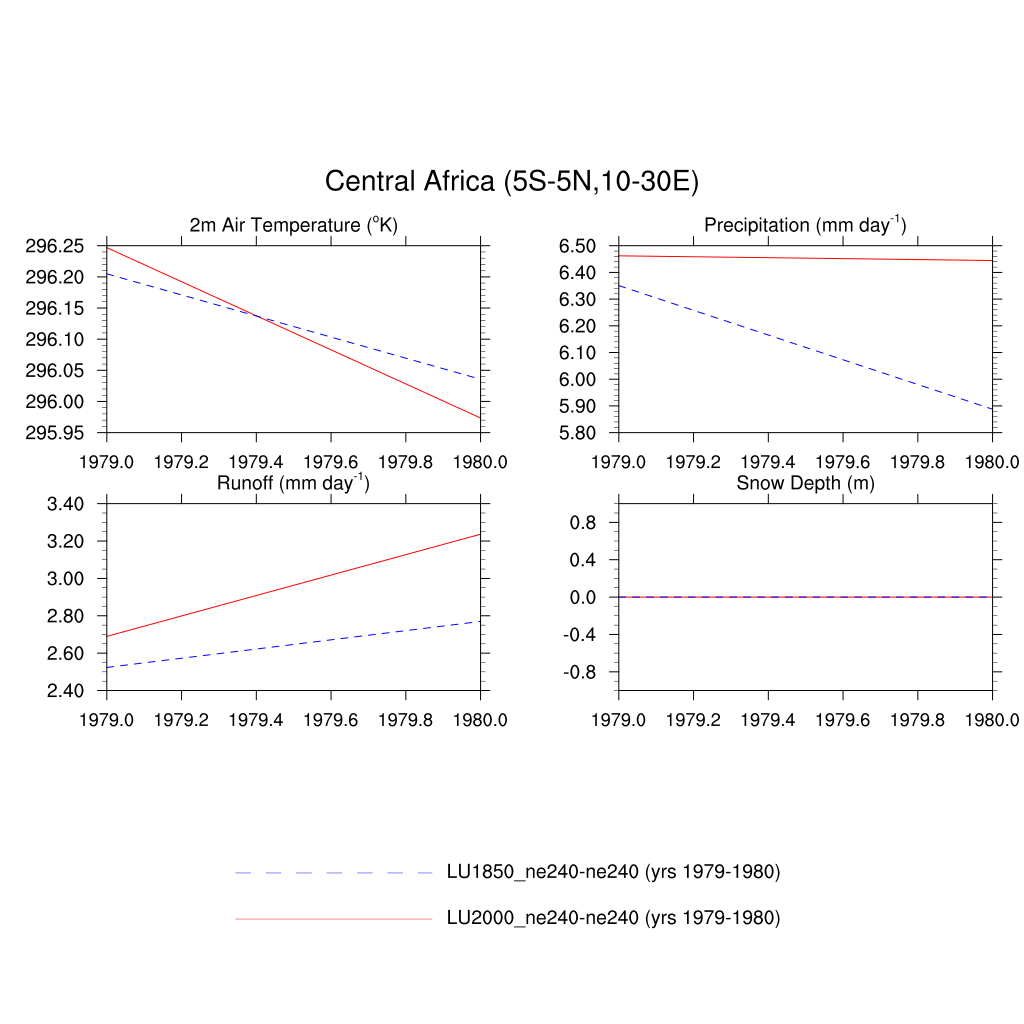 Central Africa (5S-5N,10-30E)
2m Air Temperature (°K)
296.25
296.20
296.15
296.10
296.05
296.00
295.95
1979.0 1979.2 1979.4 1979.6 1979.8 1980.0
Precipitation (mm day-1)
6.50
6.40
6.30
6.20
6.10
6.00
5.90
5.80
1979.0 1979.2 1979.4 1979.6 1979.8 1980.0
Runoff (mm day-1)
3.40
3.20
3.00
2.80
2.60
2.40
1979.0 1979.2 1979.4 1979.6 1979.8 1980.0
Snow Depth (m)
0.8
0.4
0.0
-0.4
-0.8
1979.0 1979.2 1979.4 1979.6 1979.8 1980.0
LU1850_ne240-ne240 (yrs 1979-1980)
LU2000_ne240-ne240 (yrs 1979-1980)